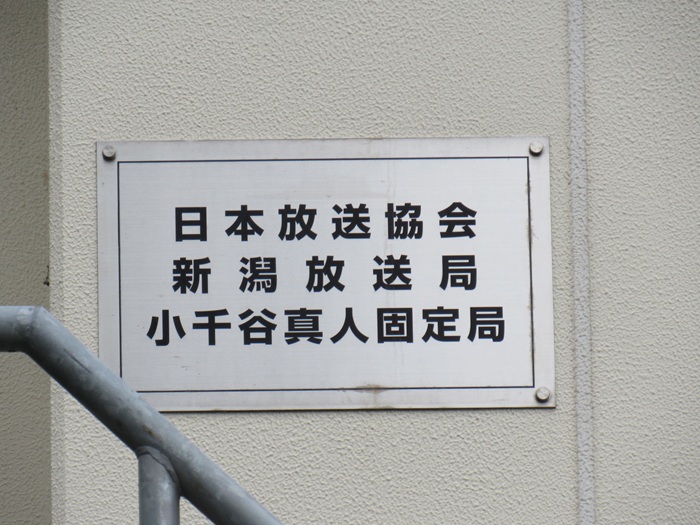 日本放送協会
新潟放送局
小千谷真人固定局